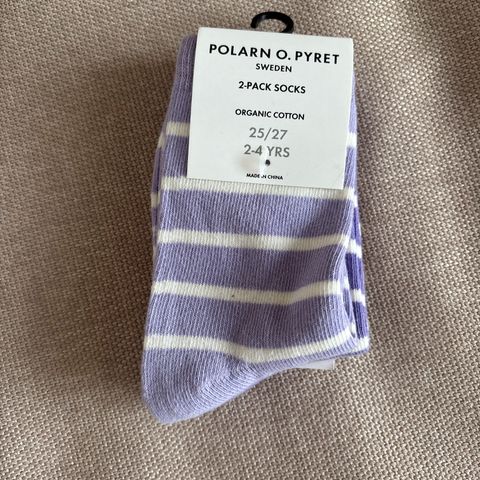 POLARN O. PYRET
SWEDEN
2-PACK SOCKS
ORGANIC COTTON
25/27
2-4 YRS
MADE IN CHINA